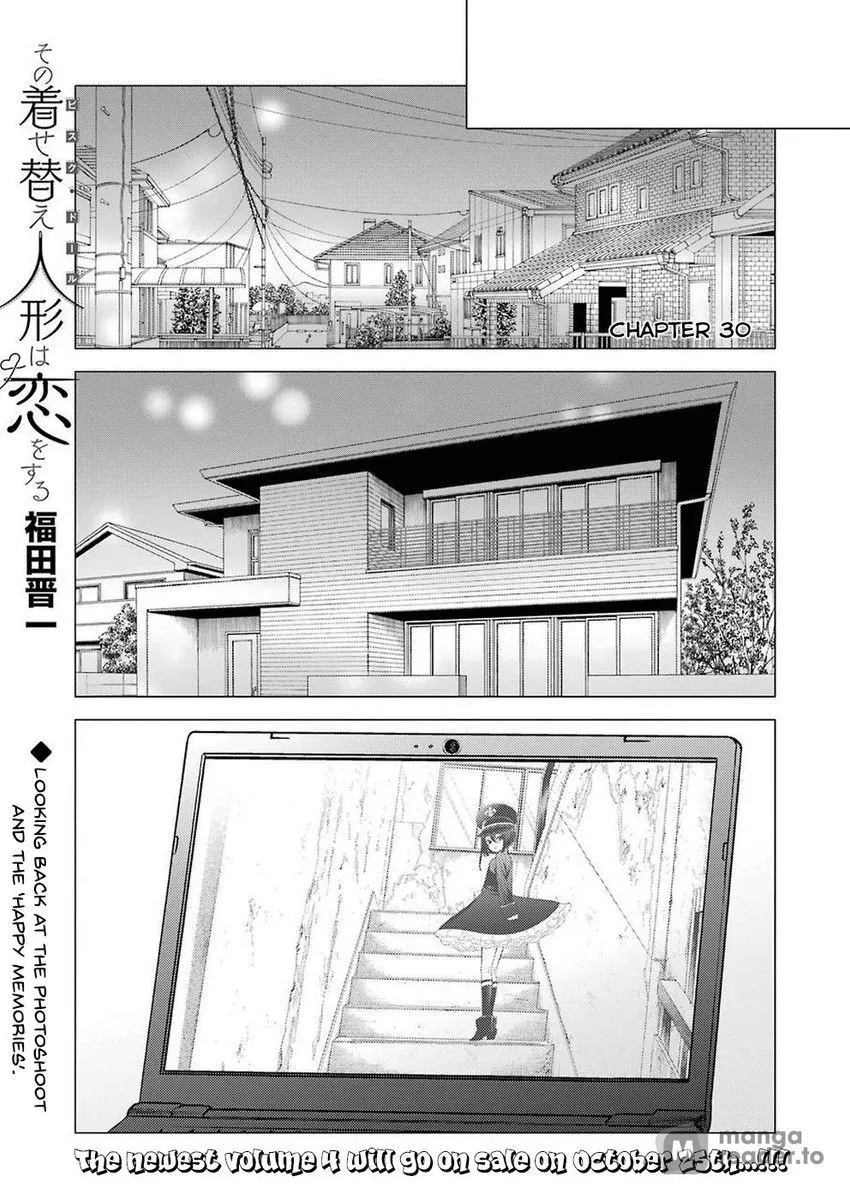 その着せ替え人形は恋をする
ビスク・ドール
福田晋一
CHAPTER 30
◆LOOKING BACK AT THE PHOTOSHOOT
AND THE 'HAPPY MEMORIES'.
The newest volume 4 will go on sale on October 25th...!!!
manga
reader.to